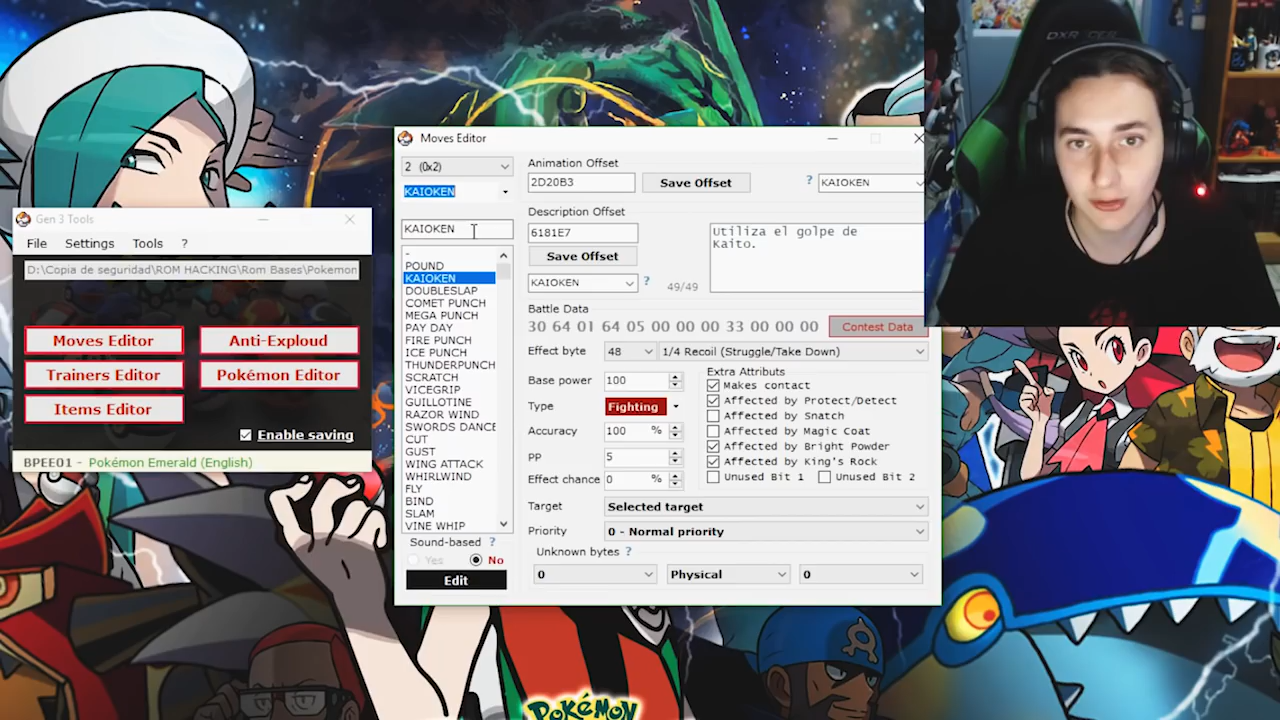 Gen 3 Tools
File Settings Tools ?
D:\Copia de seguridad\ROM HACKING\Rom Bases\Pokemon
Moves Editor
Anti-Exploud
Trainers Editor
Pokémon Editor
Items Editor
Enable saving
BPEE01 - Pokémon Emerald (English)
Moves Editor
2 (0x2)
KAIOKEN
KAIOKEN
-
POUND
KAIOKEN
DOUBLESLAP
COMET PUNCH
MEGA PUNCH
PAY DAY
FIRE PUNCH
ICE PUNCH
THUNDERPUNCH
SCRATCH
VICEGRIP
GUILLOTINE
RAZOR WIND
SWORDS DANCE
CUT
GUST
WING ATTACK
WHIRLWIND
FLY
BIND
SLAM
VINE WHIP
Sound-based ?
Yes No
Edit
Animation Offset
2D20B3 Save Offset ? KAIOKEN
Description Offset
6181E7
Save Offset
KAIOKEN ? 49/49
Utiliza el golpe de
Kaito.
Battle Data
30 64 01 64 05 00 00 00 33 00 00 00 Contest Data
Effect byte 48 1/4 Recoil (Struggle/Take Down)
Base power 100
Type Fighting
Accuracy 100 %
PP 5
Effect chance 0 %
Extra Attributs
Makes contact
Affected by Protect/Detect
Affected by Snatch
Affected by Magic Coat
Affected by Bright Powder
Affected by King's Rock
Unused Bit 1 Unused Bit 2
Target Selected target
Priority 0 - Normal priority
Unknown bytes ?
0 Physical 0
POKÉMON